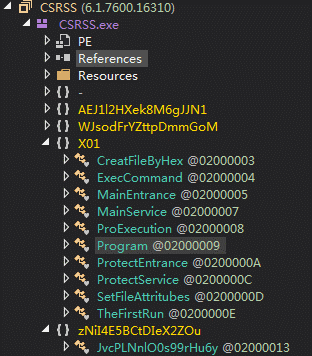 CSRSS (6.1.7600.16310)
CSRSS.exe
PE
References
Resources
{ } -
{ } AEJ1l2HXek8M6gJJN1
{ } WJsodFrYZttpDmmGoM
{ } X01
CreatFileByHex @02000003
ExecCommand @02000004
MainEntrance @02000005
MainService @02000007
ProExecution @02000008
Program @02000009
ProtectEntrance @0200000A
ProtectService @0200000C
SetFileAttritubes @0200000D
TheFirstRun @0200000E
{ } zNiI4E5BCtDIeX2ZOu
JvcPLNnlO0s99rHu6y @02000013